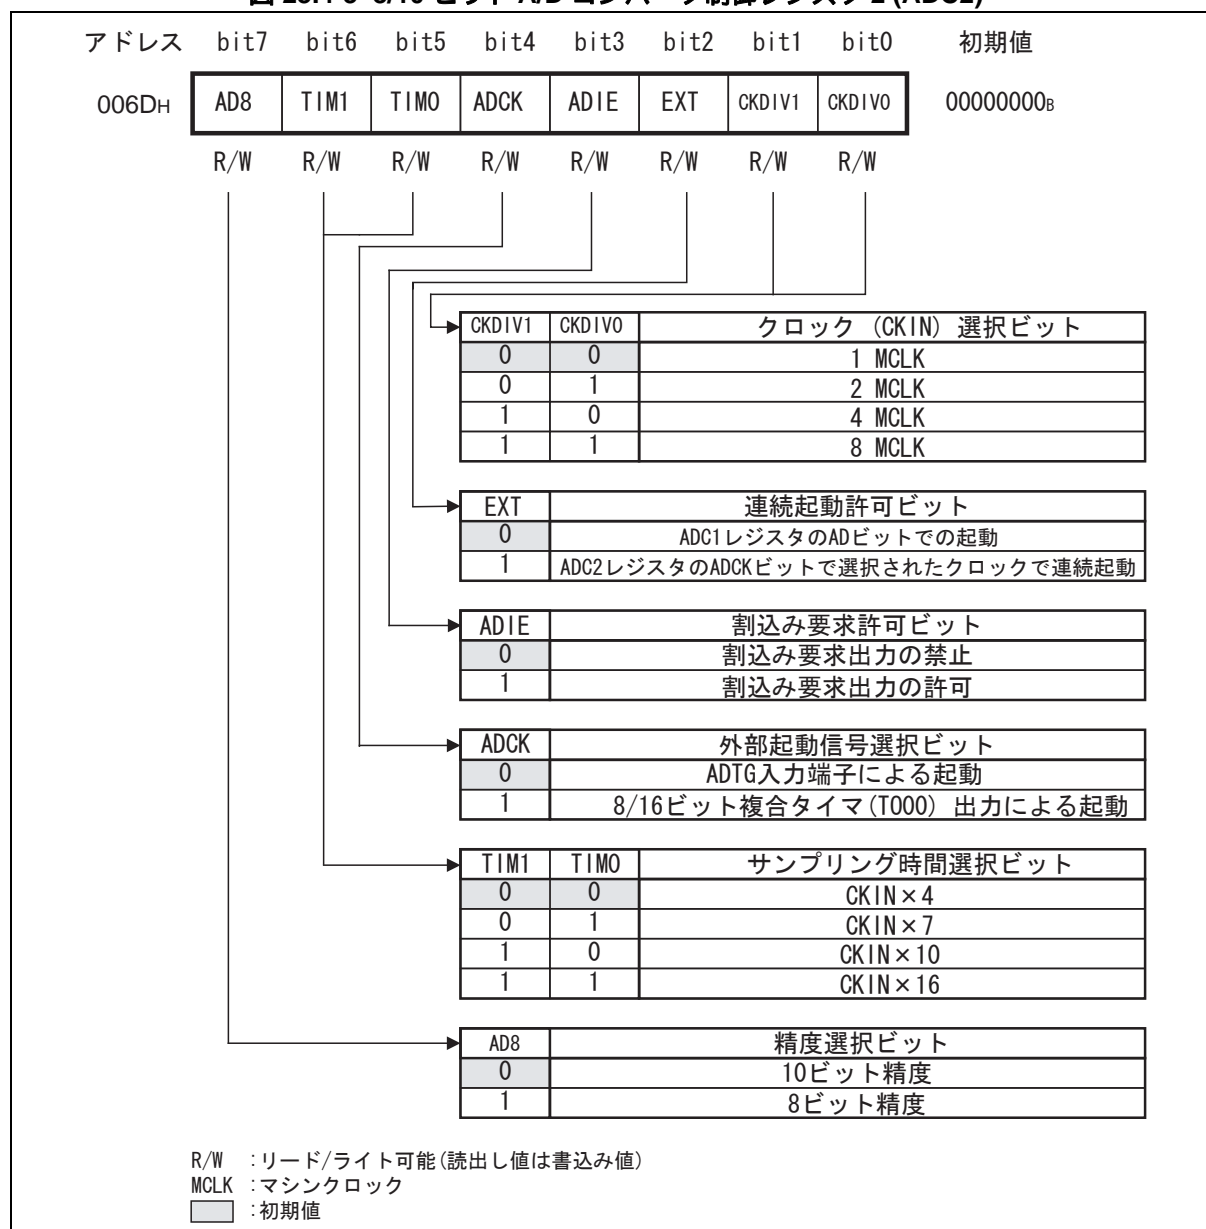 アドレス bit7 bit6 bit5 bit4 bit3 bit2 bit1 bit0 初期値
006DH AD8 TIM1 TIM0 ADCK ADIE EXT CKDIV1 CKDIV0 00000000B
R/W R/W R/W R/W R/W R/W R/W R/W
CKDIV1 CKDIV0 クロック (CKIN) 選択ビット
0 0 1 MCLK
0 1 2 MCLK
1 0 4 MCLK
1 1 8 MCLK
EXT 連続起動許可ビット
0 ADC1レジスタのADビットでの起動
1 ADC2レジスタのADCKビットで選択されたクロックで連続起動
ADIE 割込み要求許可ビット
0 割込み要求出力の禁止
1 割込み要求出力の許可
ADCK 外部起動信号選択ビット
0 ADTG入力端子による起動
1 8/16ビット複合タイマ(TO00) 出力による起動
TIM1 TIM0 サンプリング時間選択ビット
0 0 CKIN×4
0 1 CKIN×7
1 0 CKIN×10
1 1 CKIN×16
AD8 精度選択ビット
0 10ビット精度
1 8ビット精度
R/W :リード/ライト可能(読出し値は書込み値)
MCLK :マシンクロック
:初期値